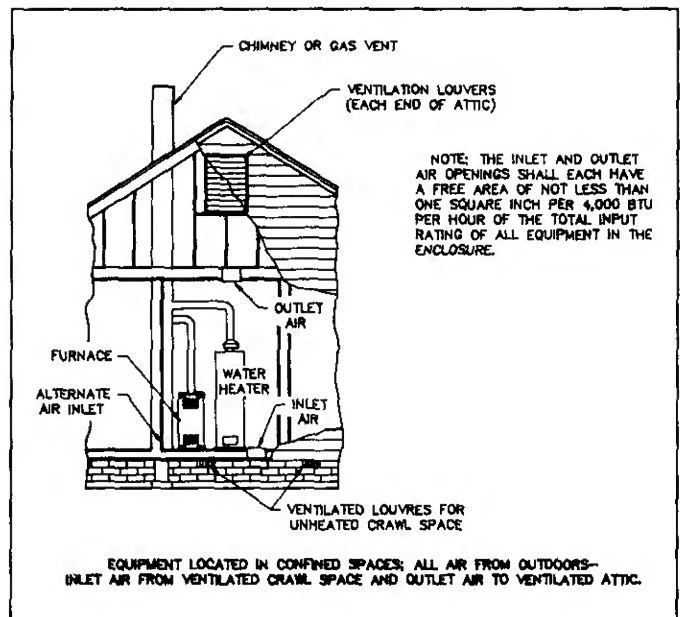 CHIMNEY OR GAS VENT
VENTILATION LOUVERS
(EACH END OF ATTIC)
NOTE: THE INLET AND OUTLET
AIR OPENINGS SHALL EACH HAVE
A FREE AREA OF NOT LESS THAN
ONE SQUARE INCH PER 4,000 BTU
PER HOUR OF THE TOTAL INPUT
RATING OF ALL EQUIPMENT IN THE
ENCLOSURE.
OUTLET
AIR
FURNACE
WATER
HEATER
ALTERNATE
AIR INLET
INLET
AIR
VENTILATED LOUVRES FOR
UNHEATED CRAWL SPACE
EQUIPMENT LOCATED IN CONFINED SPACES; ALL AIR FROM OUTDOORS—
INLET AIR FROM VENTILATED CRAWL SPACE AND OUTLET AIR TO VENTILATED ATTIC.